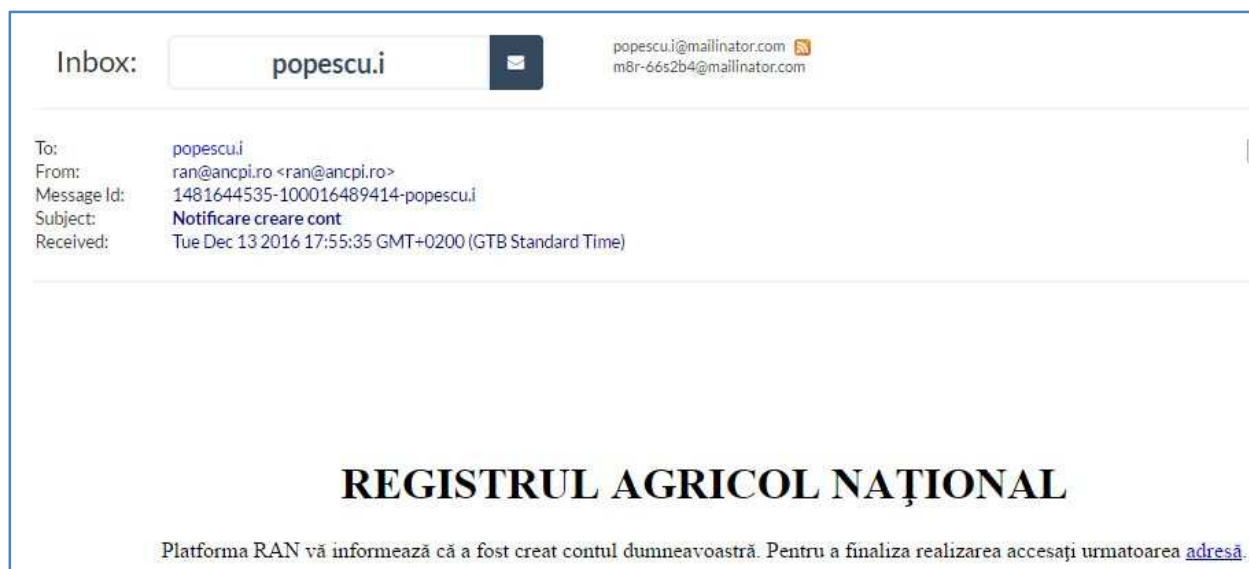 Inbox:
popescu.i
popescu.i@mailinator.com
m8r-66s2b4@mailinator.com
To: popescu.i
From: ran@ancpi.ro <ran@ancpi.ro>
Message Id: 1481644535-100016489414-popescu.i
Subject: Notificare creare cont
Received: Tue Dec 13 2016 17:55:35 GMT+0200 (GTB Standard Time)
REGISTRUL AGRICOL NAŢIONAL
Platforma RAN vă informează că a fost creat contul dumneavoastră. Pentru a finaliza realizarea accesaţi urmatoarea adresă.